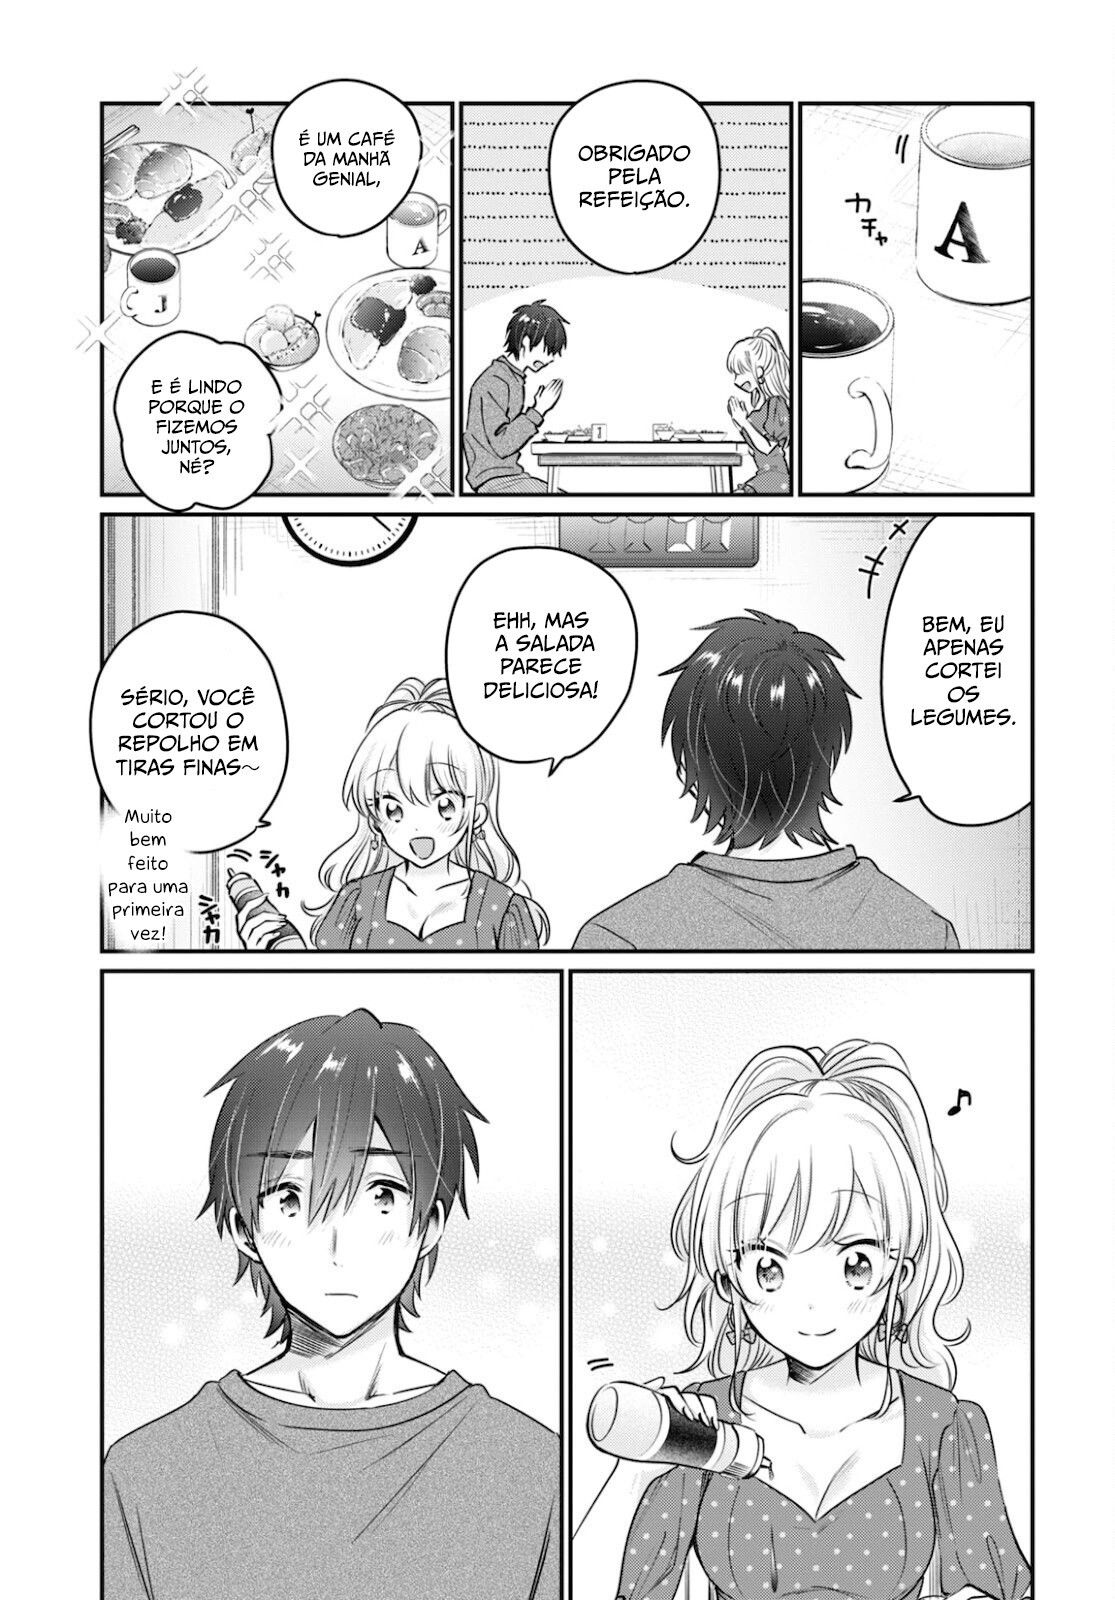 A
カチャ
OBRIGADO
PELA
REFEIÇÃO.
É UM CAFÉ
DA MANHÃ
GENIAL,
A
J
E É LINDO
PORQUE O
FIZEMOS
JUNTOS,
NÉ?
BEM, EU
APENAS
CORTEI
OS
LEGUMES.
EHH, MAS
A SALADA
PARECE
DELICIOSA!
SÉRIO, VOCÊ
CORTOU O
REPOLHO EM
TIRAS FINAS~
Muito
bem
feito
para uma
primeira
vez!
シャカ
シャカ